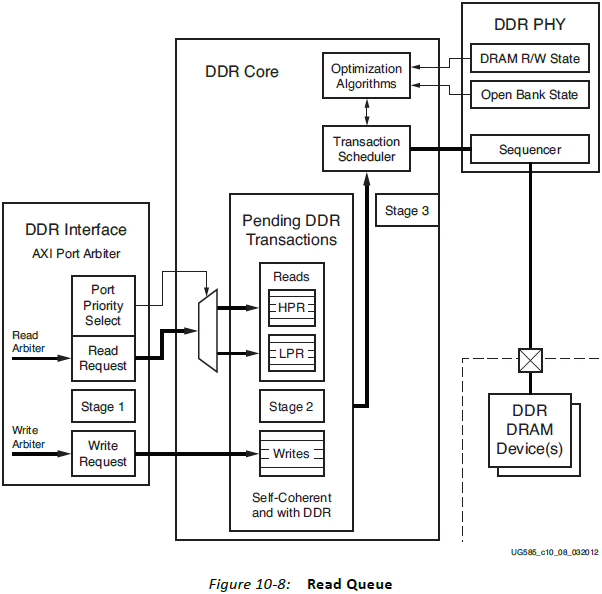 DDR PHY
DRAM R/W State
Open Bank State
Sequencer
DDR Core
Optimization
Algorithms
Transaction
Scheduler
Stage 3
Pending DDR
Transactions
Reads
HPR
LPR
Stage 2
Writes
Self-Coherent
and with DDR
DDR Interface
AXI Port Arbiter
Port
Priority
Select
Read
Arbiter
Read
Request
Stage 1
Write
Arbiter
Write
Request
DDR
DRAM
Device(s)
UG585_c10_08_032012
Figure 10-8: Read Queue